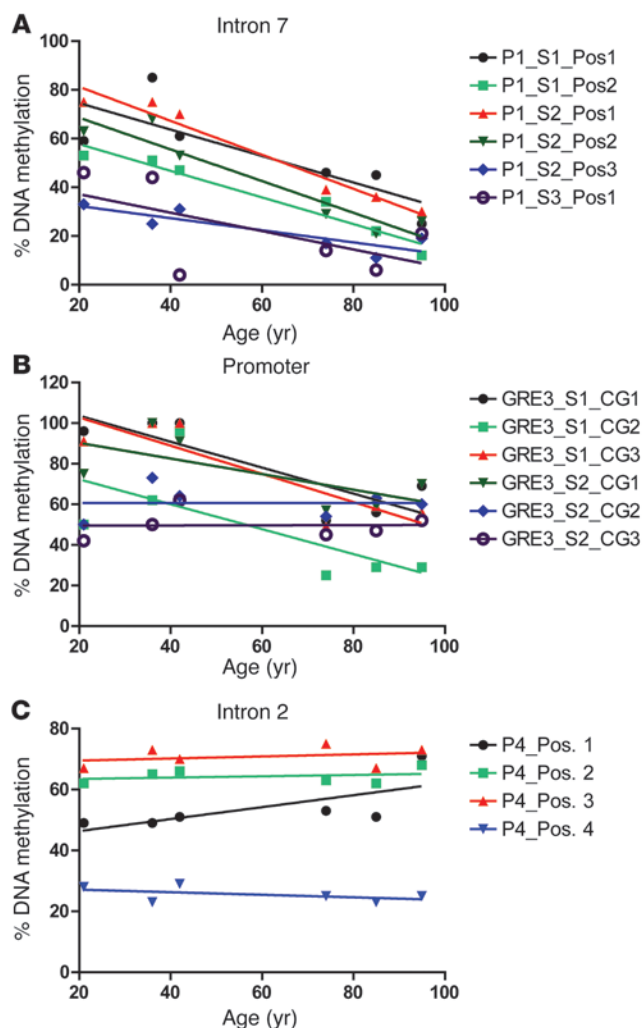 A
Intron 7
% DNA methylation
100
80
60
40
20
0
20 40 60 80 100
Age (yr)
P1_S1_Pos1
P1_S1_Pos2
P1_S2_Pos1
P1_S2_Pos2
P1_S2_Pos3
P1_S3_Pos1
B
Promoter
% DNA methylation
120
100
80
60
40
20
0
20 40 60 80 100
Age (yr)
GRE3_S1_CG1
GRE3_S1_CG2
GRE3_S1_CG3
GRE3_S2_CG1
GRE3_S2_CG2
GRE3_S2_CG3
C
Intron 2
% DNA methylation
80
60
40
20
0
20 40 60 80 100
Age (yr)
P4_Pos. 1
P4_Pos. 2
P4_Pos. 3
P4_Pos. 4